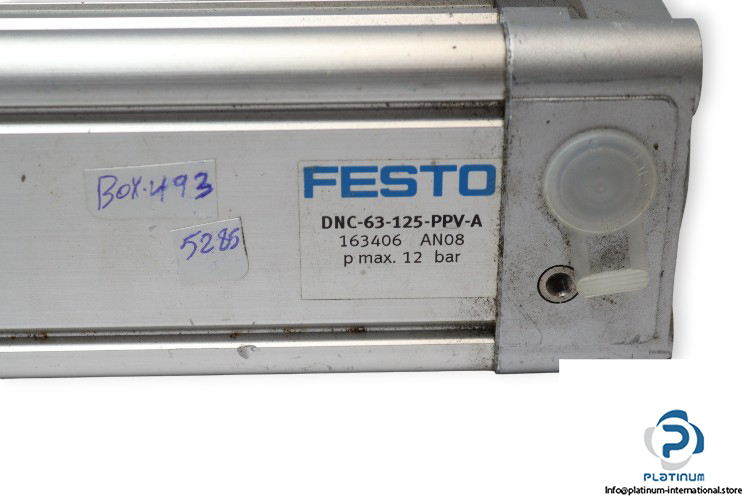 BOX.493
5285
FESTO
DNC-63-125-PPV-A
163406 AN08
p max. 12 bar
PLATINUM
Info@platinum-international.store